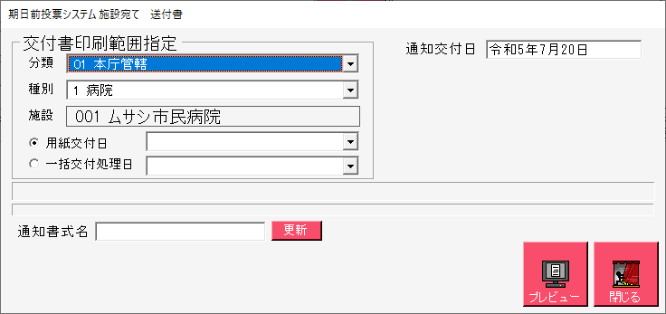 期日前投票システム 施設宛て 送付書
交付書印刷範囲指定
通知交付日 令和5年7月20日
分類 01 本庁管轄
種別 1 病院
施設 001 ムサシ市民病院
用紙交付日
一括交付処理日
通知書式名 更新
プレビュー 閉じる